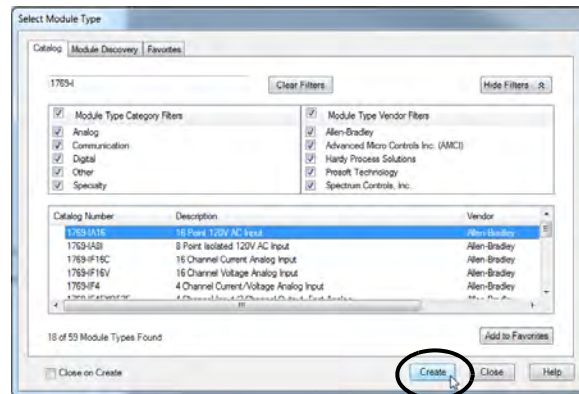 Select Module Type
Catalog Module Discovery Favorites
1769-I Clear Filters Hide Filters
Module Type Category Filters
Analog
Communication
Digital
Other
Specialty
Module Type Vendor Filters
Allen-Bradley
Advanced Micro Controls Inc. (AMCI)
Hardy Process Solutions
Prosoft Technology
Spectrum Controls, Inc.
Catalog Number Description Vendor
1769-IA16 16 Point 120V AC Input Allen-Bradley
1769-IA8I 8 Point Isolated 120V AC Input Allen-Bradley
1769-IF16C 16 Channel Current Analog Input Allen-Bradley
1769-IF16V 16 Channel Voltage Analog Input Allen-Bradley
1769-IF4 4 Channel Current/Voltage Analog Input Allen-Bradley
18 of 59 Module Types Found Add to Favorites
Close on Create Create Close Help